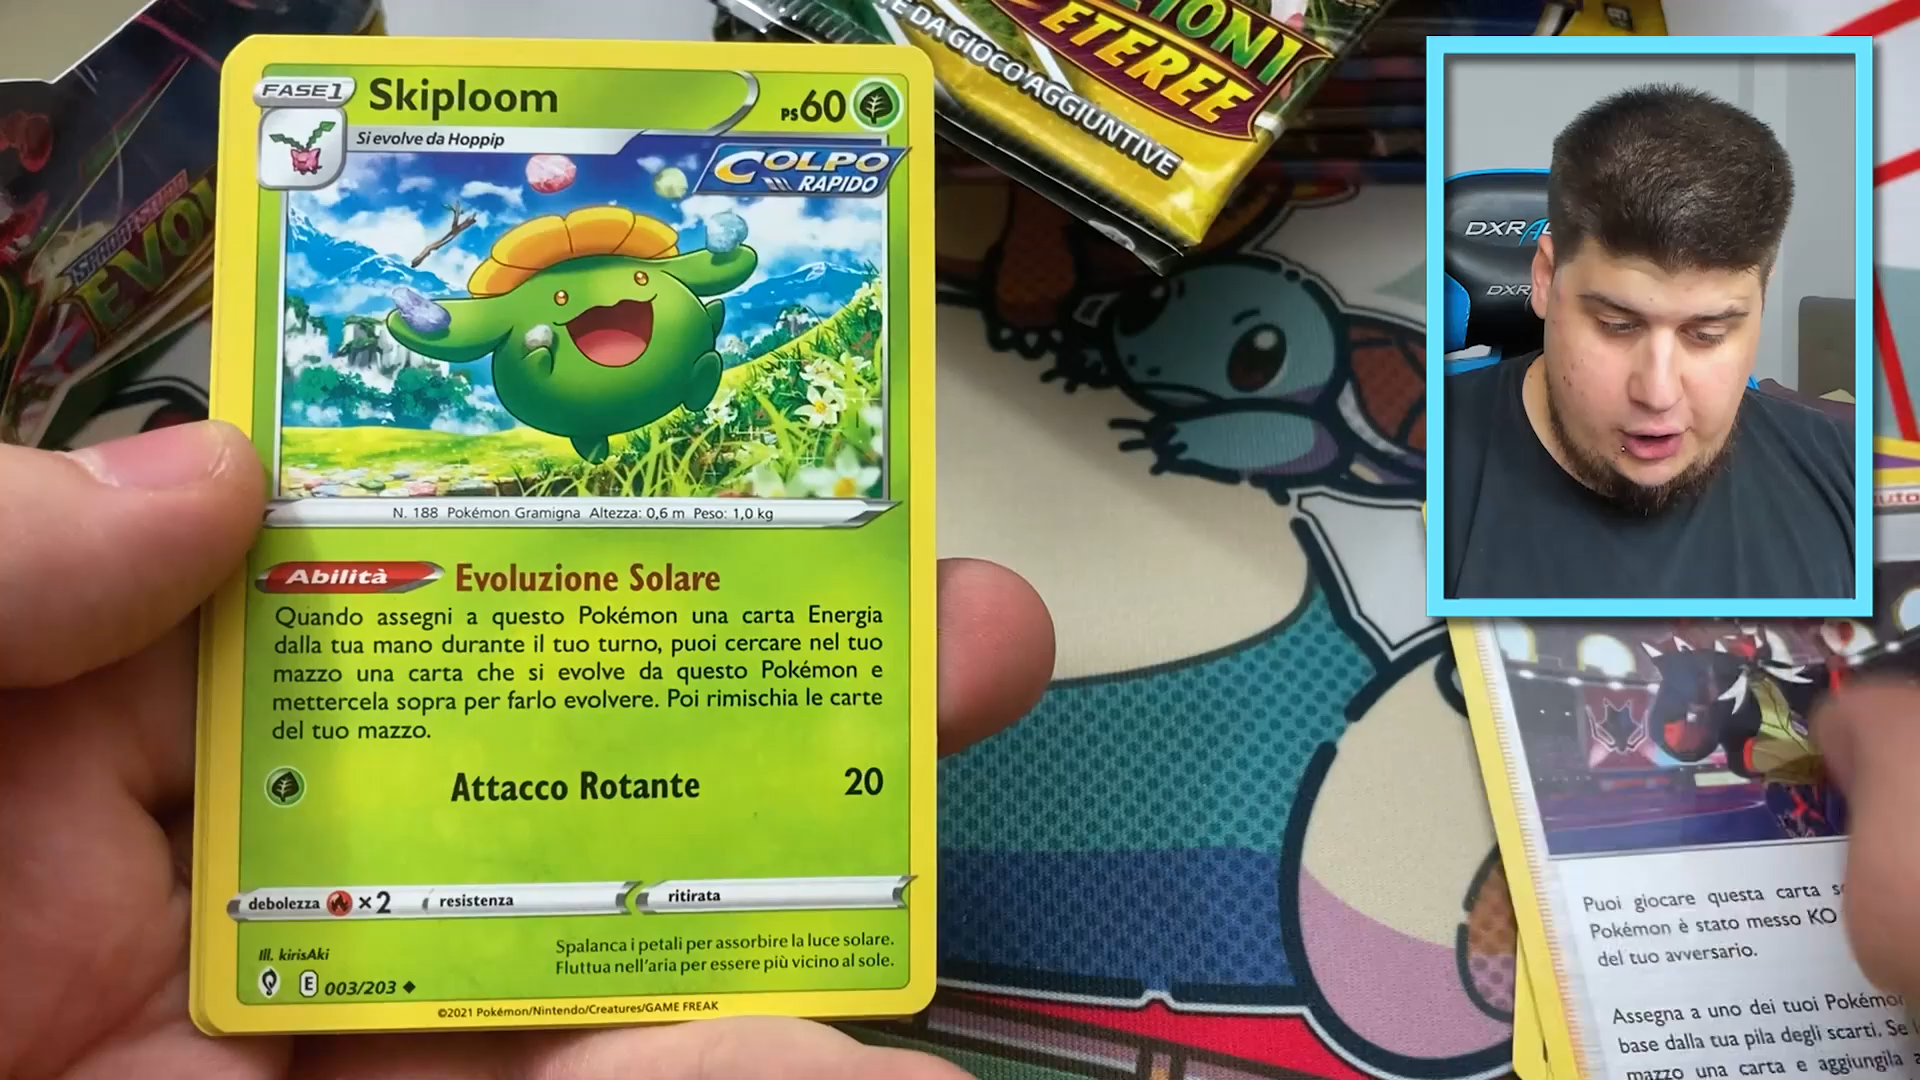 FASE 1
Skiploom
PS 60
Si evolve da Hoppip
COLPO
RAPIDO
N. 188 Pokémon Gramigna Altezza: 0,6 m Peso: 1,0 kg
Abilità Evoluzione Solare
Quando assegni a questo Pokémon una carta Energia
dalla tua mano durante il tuo turno, puoi cercare nel tuo
mazzo una carta che si evolve da questo Pokémon e
mettercela sopra per farlo evolvere. Poi rimischia le carte
del tuo mazzo.
Attacco Rotante 20
debolezza ×2 resistenza ritirata
Ill. kirisAki
Spalanca i petali per assorbire la luce solare.
Fluttua nell'aria per essere più vicino al sole.
E 003/203
©2021 Pokémon/Nintendo/Creatures/GAME FREAK
ETEREE
DA GIOCO AGGIUNTIVE
SPADA E SCUDO
EVOL
DXRA
DXR
Puoi giocare questa carta
Pokémon è stato messo KO
del tuo avversario.
Assegna a uno dei tuoi Pokémon
base dalla tua pila degli scarti. Se
mazzo una carta e aggiungila